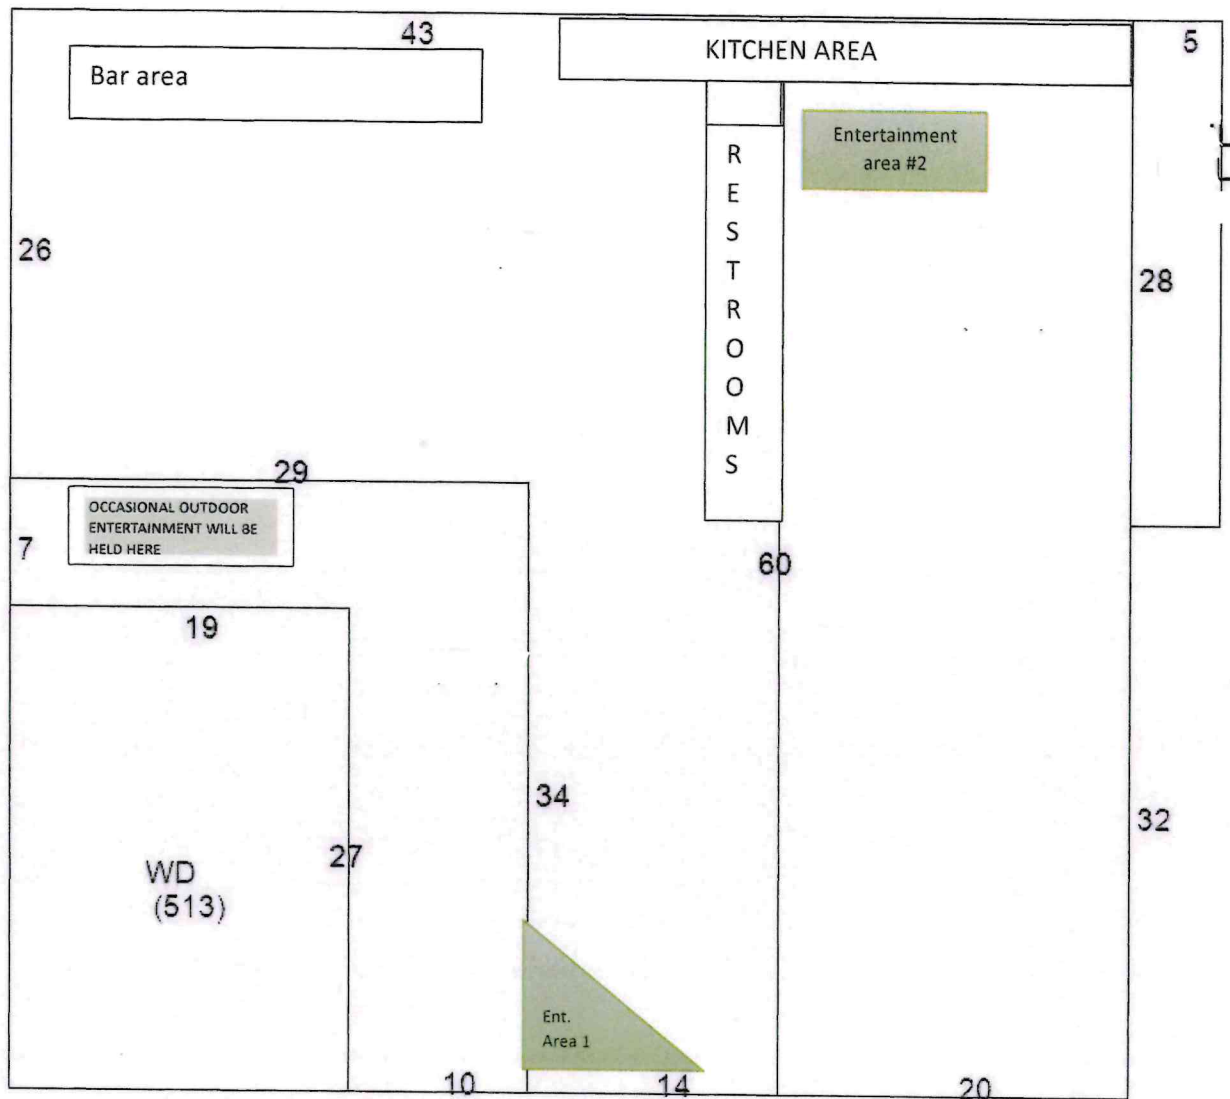 43
5
KITCHEN AREA
Bar area
Entertainment
area #2
R
E
S
T
R
O
O
M
S
26
28
29
OCCASIONAL OUTDOOR
ENTERTAINMENT WILL BE
HELD HERE
7
60
19
34
32
27
WD
(513)
Ent.
Area 1
10
14
20